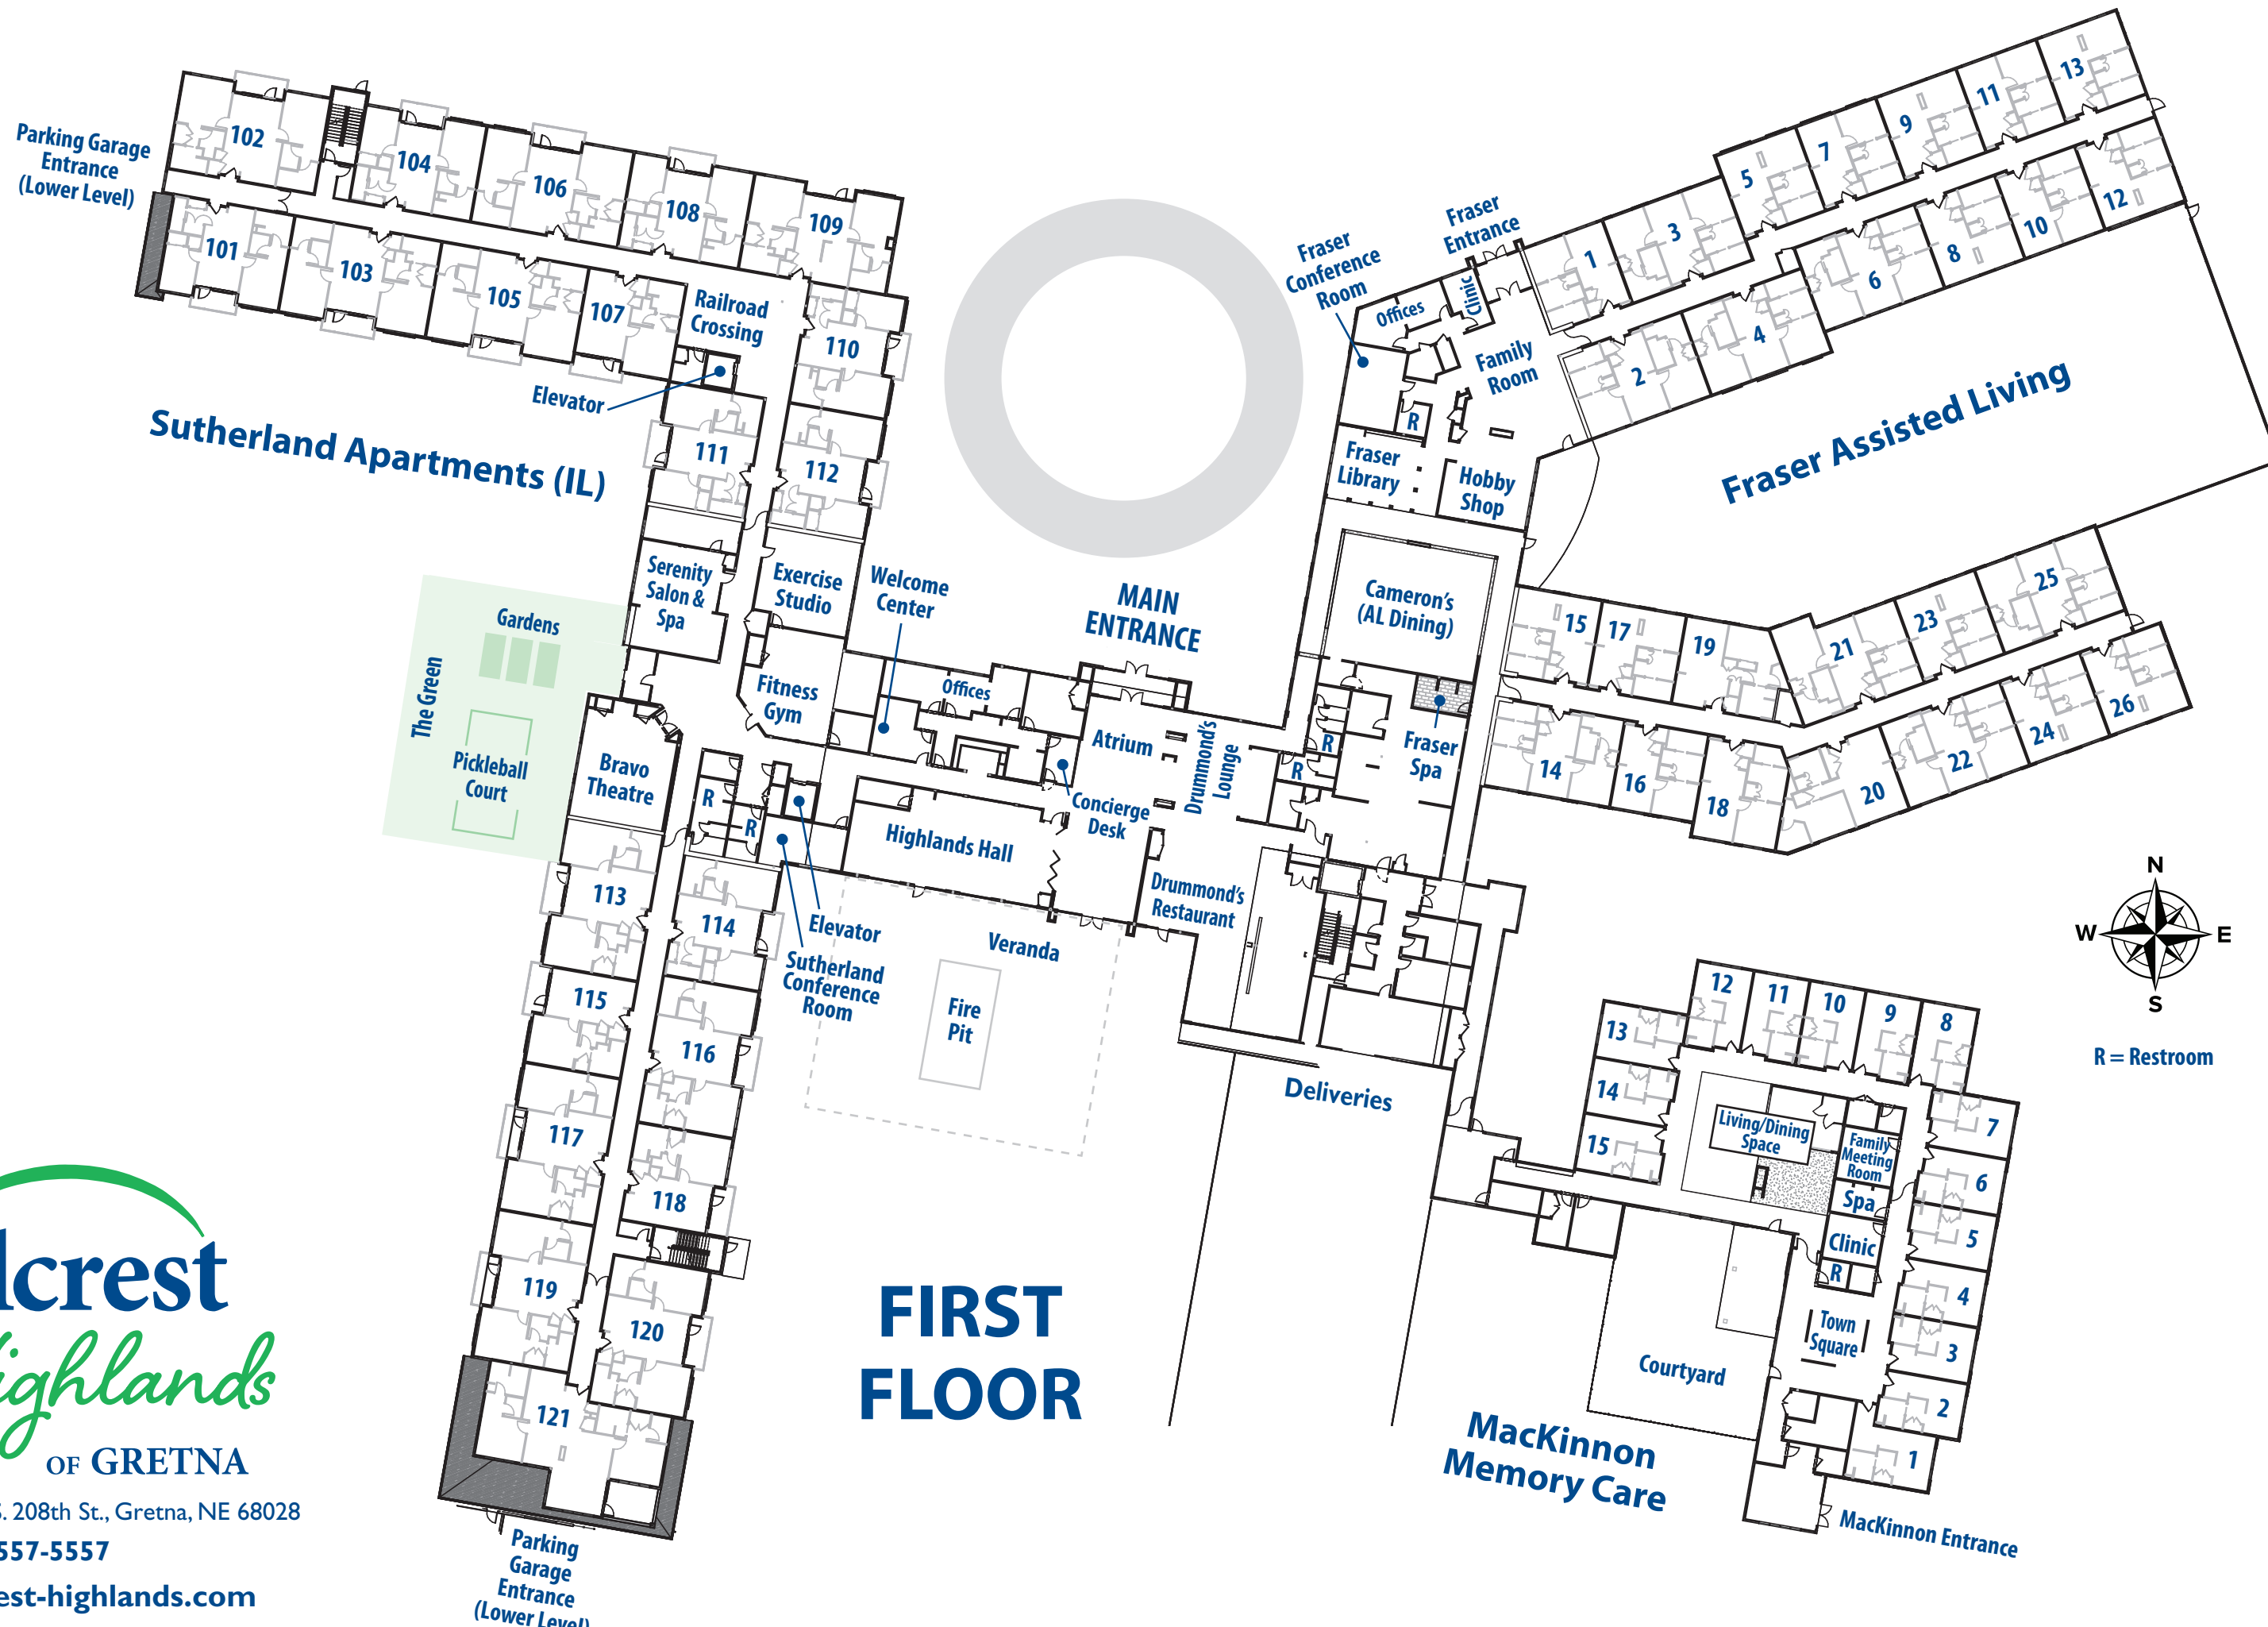 Parking Garage
Entrance
(Lower Level)
102
104
106
108
109
101
103
105
107
Railroad
Crossing
110
Elevator
111
112
Sutherland Apartments (IL)
Serenity
Salon &
Spa
Exercise
Studio
Welcome
Center
Gardens
The Green
Pickleball
Court
Fitness
Gym
Offices
MAIN
ENTRANCE
Bravo
Theatre
R
R
Atrium
Drummond's
Lounge
Concierge
Desk
Highlands Hall
Drummond's
Restaurant
Elevator
Sutherland
Conference
Room
Veranda
Fire
Pit
113
114
115
116
117
118
119
120
121
Parking
Garage
Entrance
(Lower Level)
Fraser
Entrance
Fraser
Conference
Room
Offices
Clinic
Family
Room
R
Fraser
Library
Hobby
Shop
Cameron's
(AL Dining)
Fraser
Spa
R
R
1
3
5
7
9
11
13
2
4
6
8
10
12
Fraser Assisted Living
15
17
19
21
23
25
14
16
18
20
22
24
26
N
W
E
S
R = Restroom
Deliveries
12
11
10
9
8
13
14
15
7
6
5
4
3
2
1
Living/Dining
Space
Family
Meeting
Room
Spa
Clinic
R
Town
Square
Courtyard
MacKinnon
Memory Care
MacKinnon Entrance
FIRST
FLOOR
lcrest
ighlands
OF GRETNA
S. 208th St., Gretna, NE 68028
557-5557
est-highlands.com